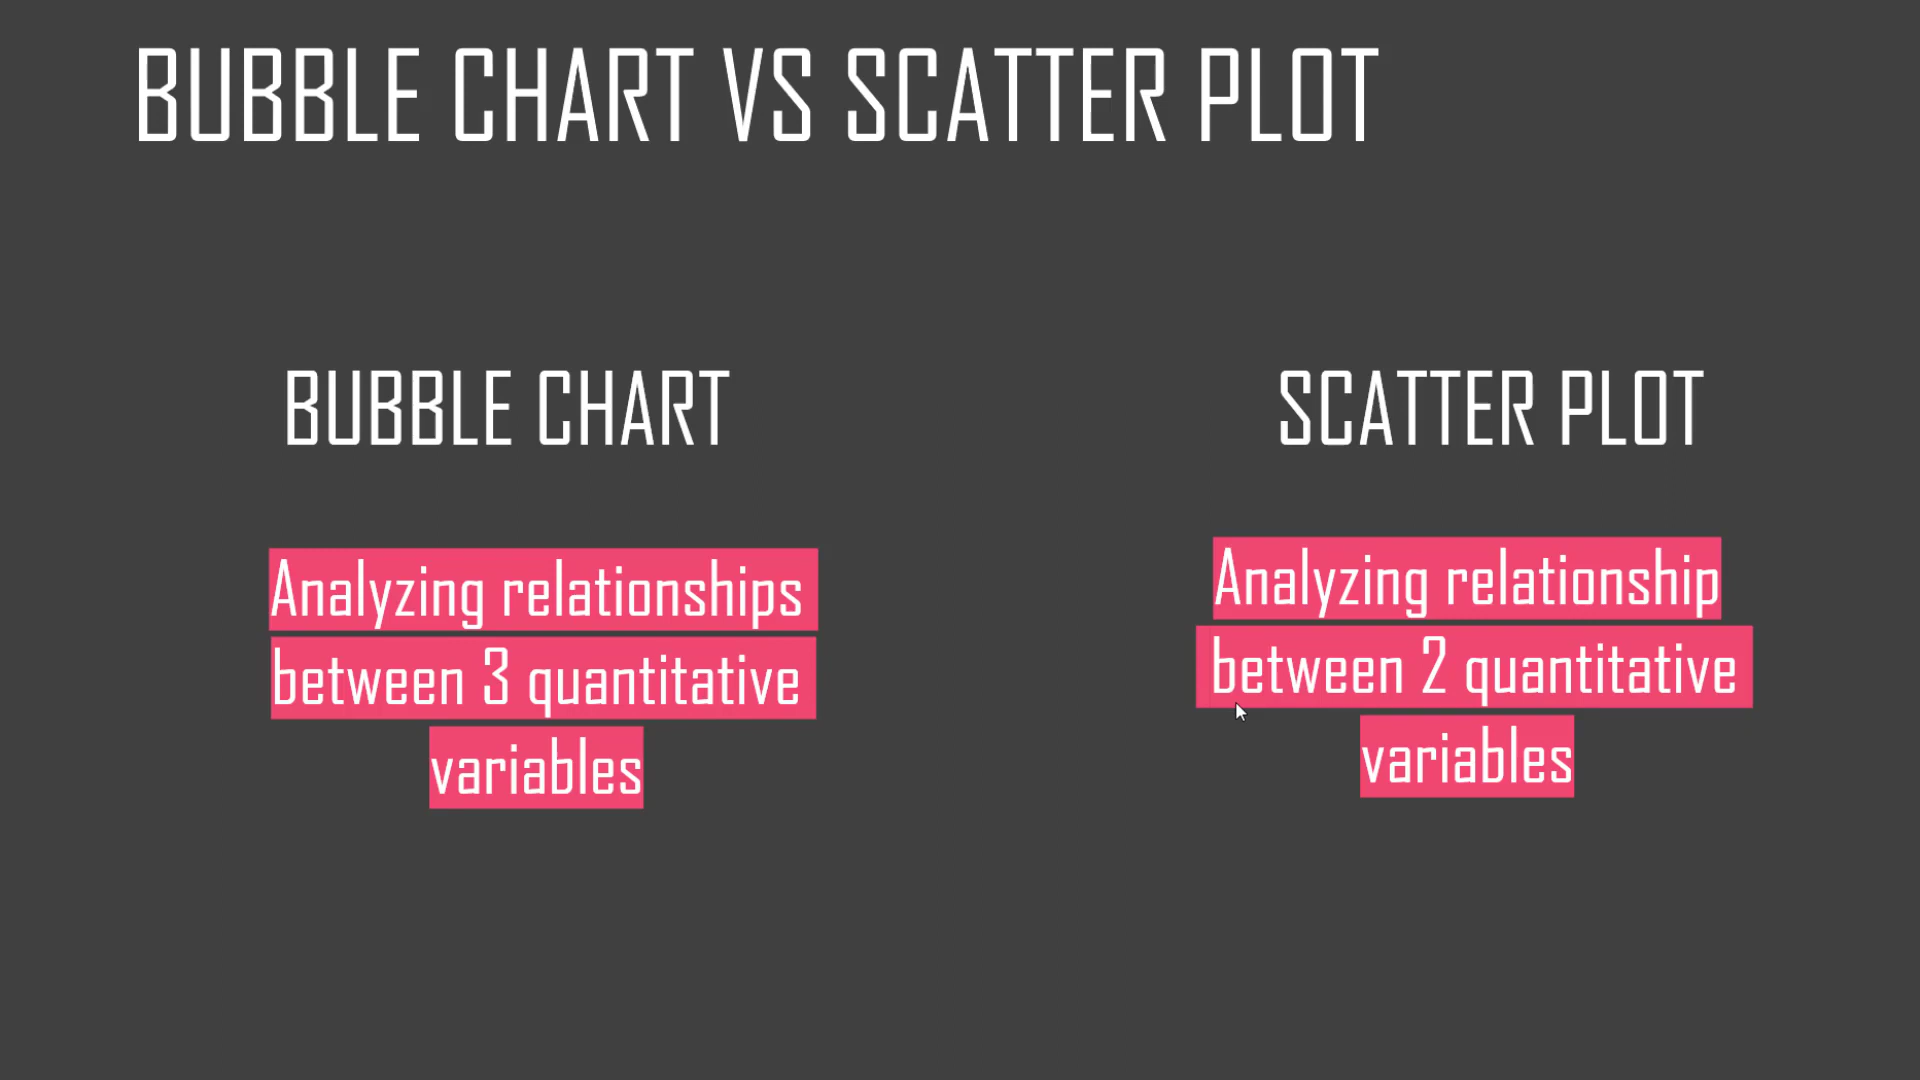 BUBBLE CHART VS SCATTER PLOT
BUBBLE CHART
Analyzing relationships
between 3 quantitative
variables
SCATTER PLOT
Analyzing relationship
between 2 quantitative
variables